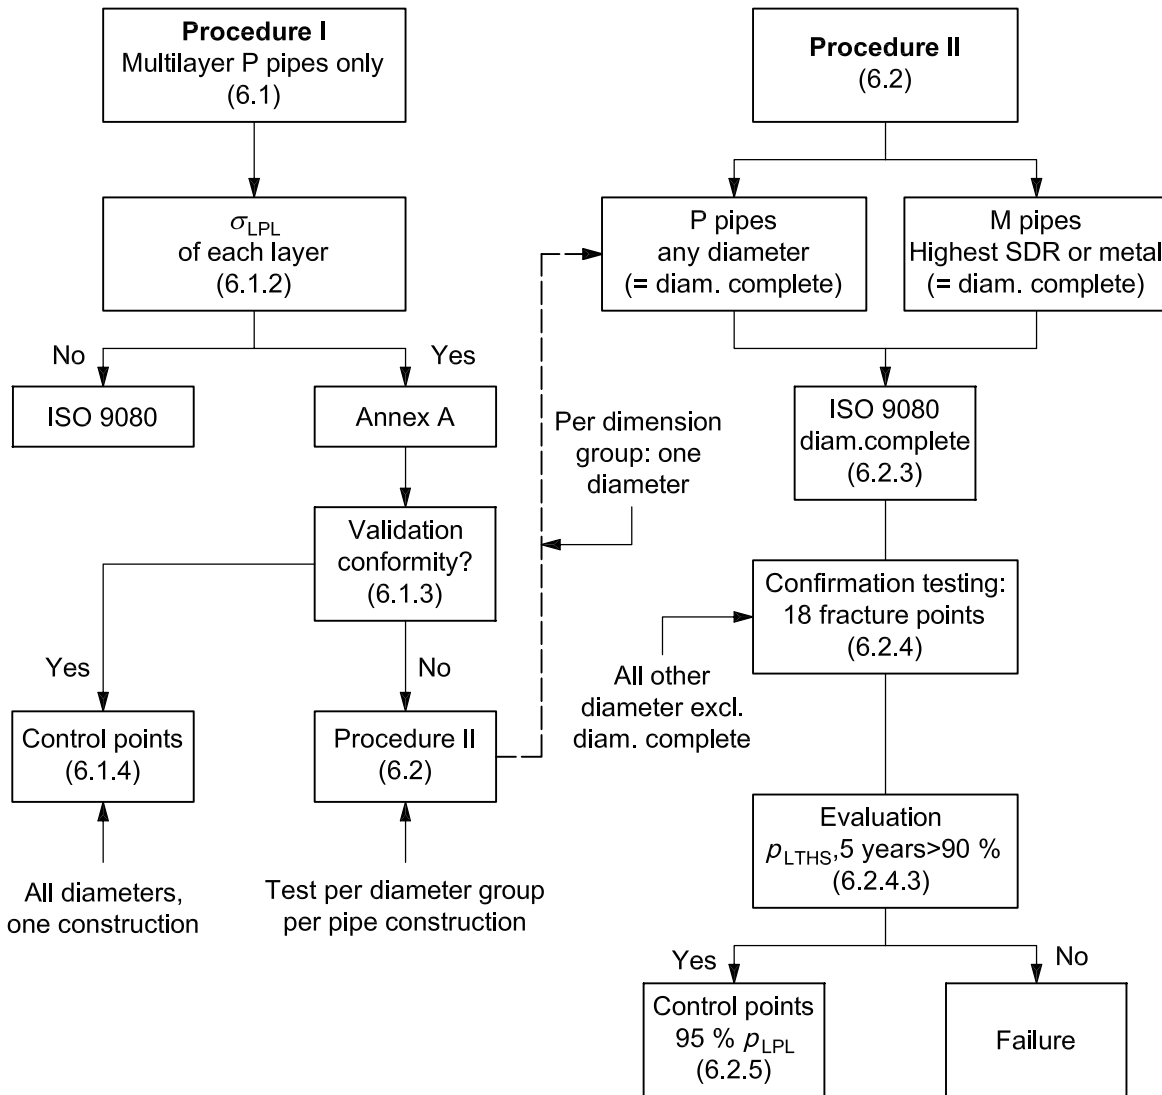 Procedure I
Multilayer P pipes only
(6.1)
σLPL
of each layer
(6.1.2)
No
Yes
ISO 9080
Annex A
Validation
conformity?
(6.1.3)
Yes
No
Control points
(6.1.4)
Procedure II
(6.2)
All diameters,
one construction
Test per diameter group
per pipe construction
Per dimension
group: one
diameter
Procedure II
(6.2)
P pipes
any diameter
(= diam. complete)
M pipes
Highest SDR or metal
(= diam. complete)
ISO 9080
diam.complete
(6.2.3)
Confirmation testing:
18 fracture points
(6.2.4)
All other
diameter excl.
diam. complete
Evaluation
pLTHS,5 years>90 %
(6.2.4.3)
Yes
No
Control points
95 % pLPL
(6.2.5)
Failure